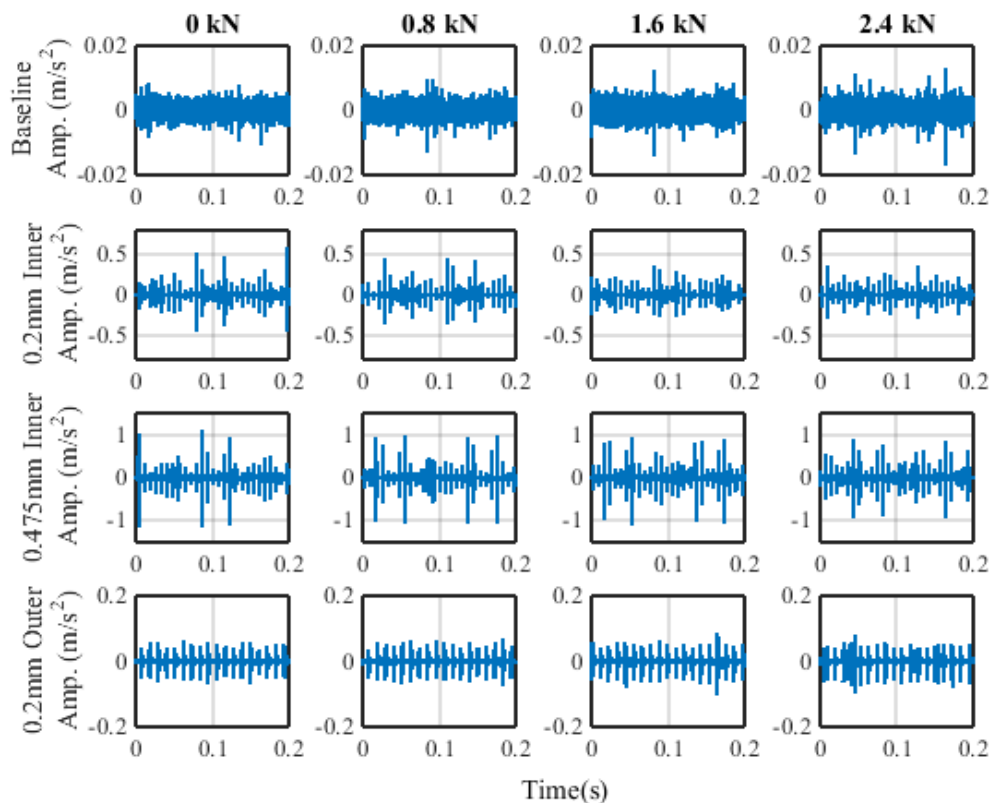 0 kN 0.8 kN 1.6 kN 2.4 kN
Baseline
Amp. (m/s²)
0.02 0.02 0.02 0.02
0 0 0 0
-0.02 -0.02 -0.02 -0.02
0 0.1 0.2 0 0.1 0.2 0 0.1 0.2 0 0.1 0.2
0.2mm Inner
Amp. (m/s²)
0.5 0.5 0.5 0.5
0 0 0 0
-0.5 -0.5 -0.5 -0.5
0 0.1 0.2 0 0.1 0.2 0 0.1 0.2 0 0.1 0.2
0.475mm Inner
Amp. (m/s²)
1 1 1 1
0 0 0 0
-1 -1 -1 -1
0 0.1 0.2 0 0.1 0.2 0 0.1 0.2 0 0.1 0.2
0.2mm Outer
Amp. (m/s²)
0.2 0.2 0.2 0.2
0 0 0 0
-0.2 -0.2 -0.2 -0.2
0 0.1 0.2 0 0.1 0.2 0 0.1 0.2 0 0.1 0.2
Time(s)